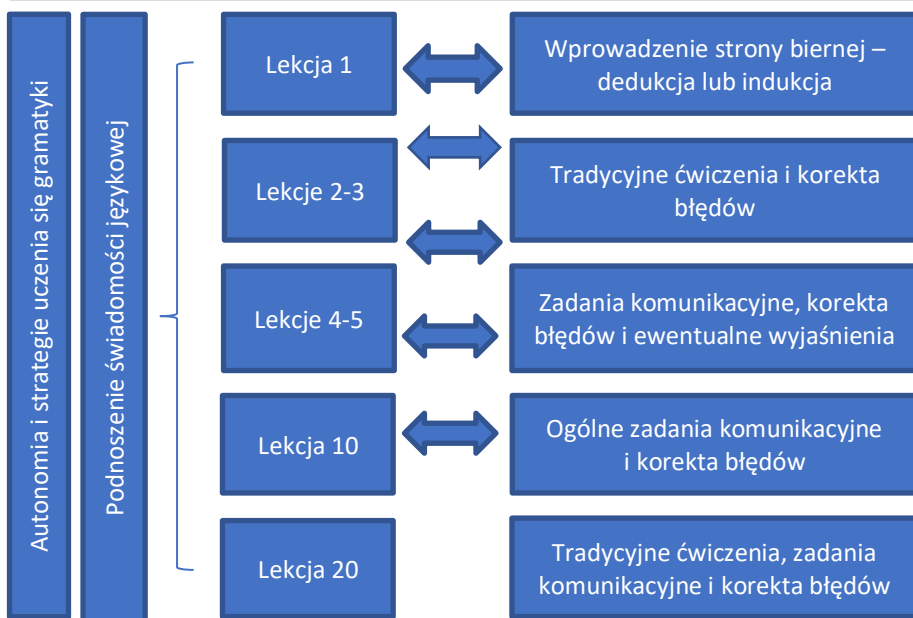 Autonomia i strategie uczenia się gramatyki
Podnoszenie świadomości językowej
Lekcja 1
Wprowadzenie strony biernej –
dedukcja lub indukcja
Lekcje 2-3
Tradycyjne ćwiczenia i korekta
błędów
Lekcje 4-5
Zadania komunikacyjne, korekta
błędów i ewentualne wyjaśnienia
Lekcja 10
Ogólne zadania komunikacyjne
i korekta błędów
Lekcja 20
Tradycyjne ćwiczenia, zadania
komunikacyjne i korekta błędów